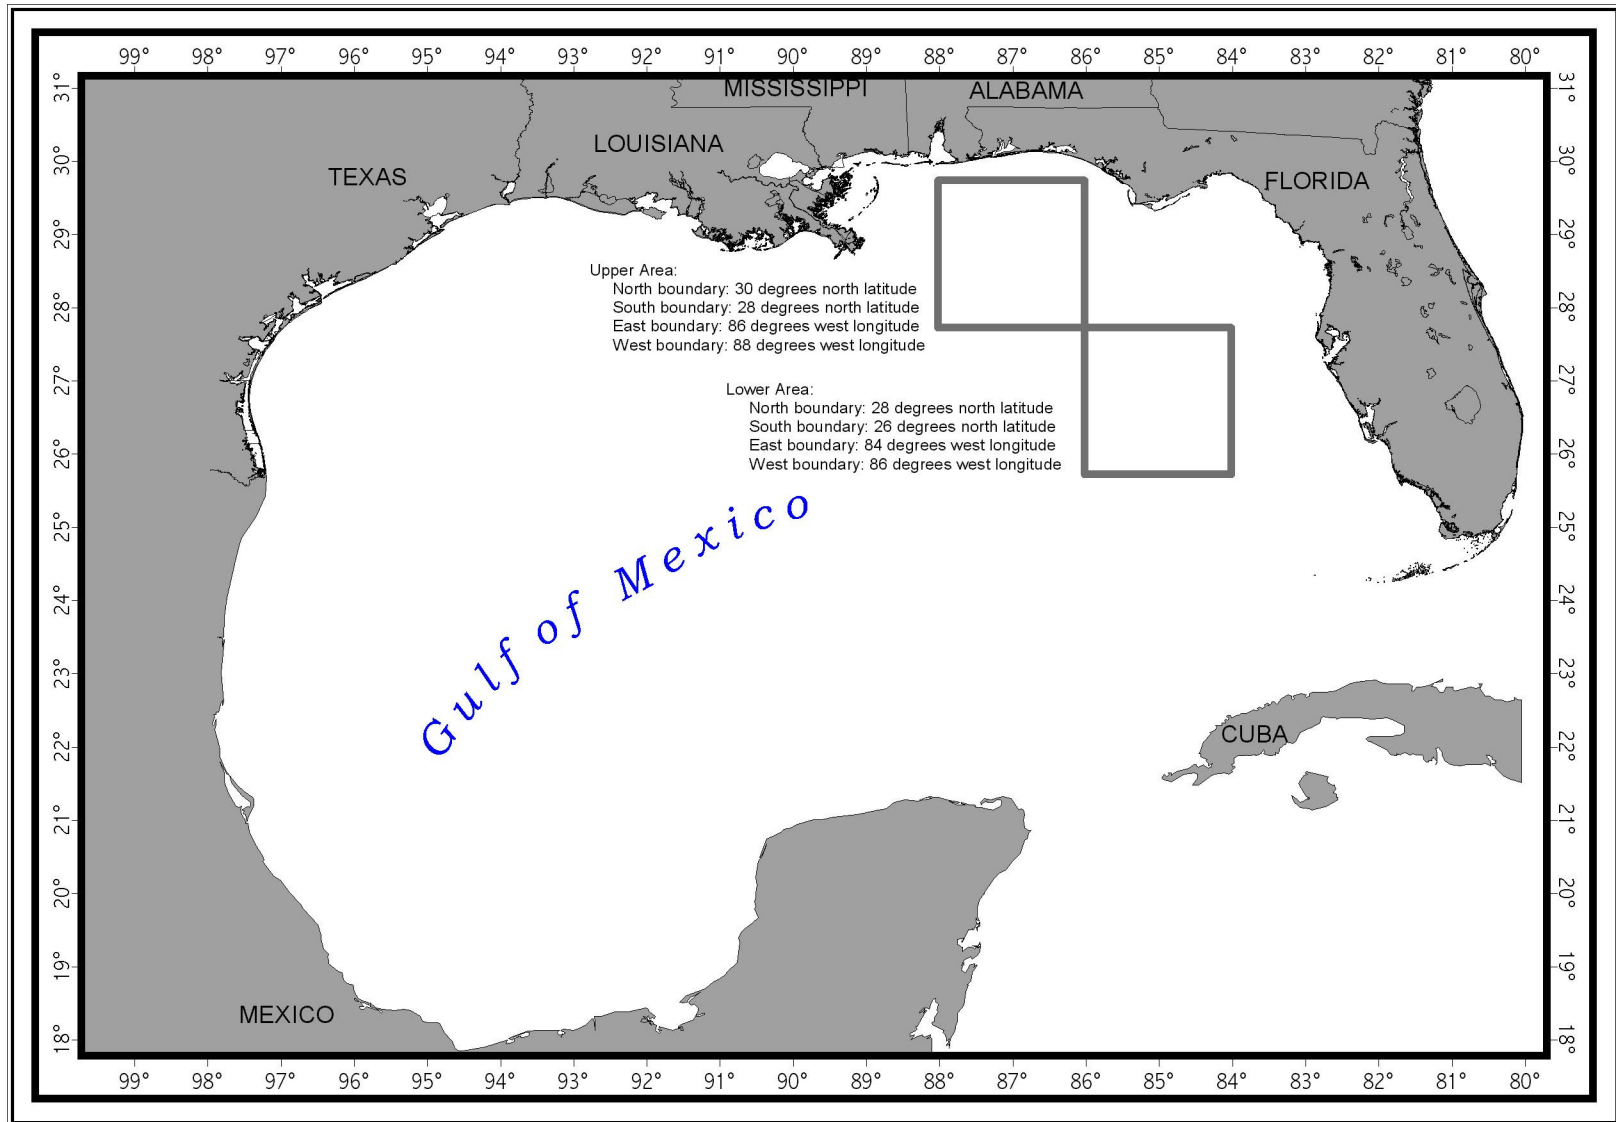 99° 98° 97° 96° 95° 94° 93° 92° 91° 90° 89° 88° 87° 86° 85° 84° 83° 82° 81° 80°
31° 31°
MISSISSIPPI ALABAMA
LOUISIANA
30° 30°
TEXAS FLORIDA
29° 29°
Upper Area:
North boundary: 30 degrees north latitude
South boundary: 28 degrees north latitude
East boundary: 86 degrees west longitude
West boundary: 88 degrees west longitude
28° 28°
27° 27°
Lower Area:
North boundary: 28 degrees north latitude
South boundary: 26 degrees north latitude
East boundary: 84 degrees west longitude
West boundary: 86 degrees west longitude
26° 26°
25° 25°
Gulf of Mexico
24° 24°
23° 23°
CUBA
22° 22°
21° 21°
20° 20°
19° 19°
MEXICO
18° 18°
99° 98° 97° 96° 95° 94° 93° 92° 91° 90° 89° 88° 87° 86° 85° 84° 83° 82° 81° 80°